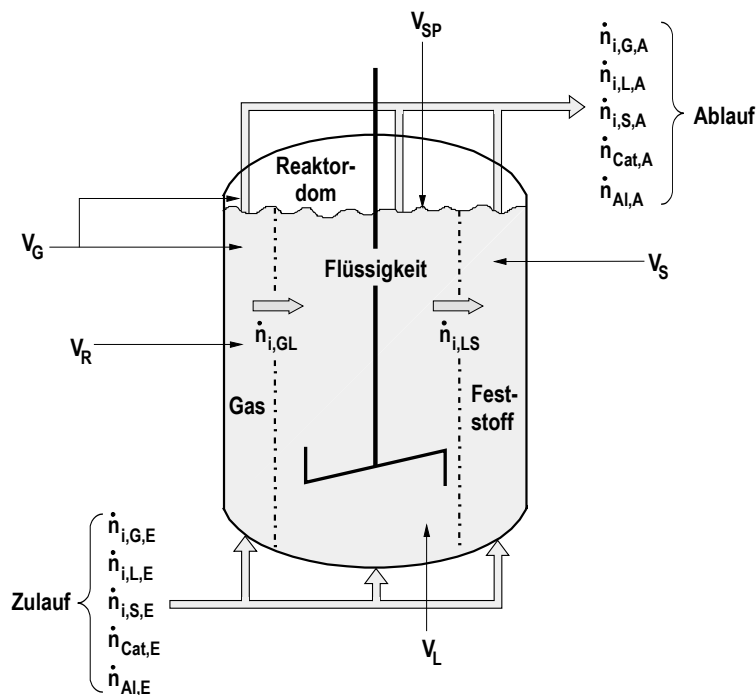 V_SP
ṅ_i,G,A
ṅ_i,L,A
ṅ_i,S,A
ṅ_Cat,A
ṅ_Al,A
Ablauf
Reaktor-
dom
V_G
Flüssigkeit
V_S
ṅ_i,GL
ṅ_i,LS
V_R
Gas
Fest-
stoff
Zulauf
ṅ_i,G,E
ṅ_i,L,E
ṅ_i,S,E
ṅ_Cat,E
ṅ_Al,E
V_L